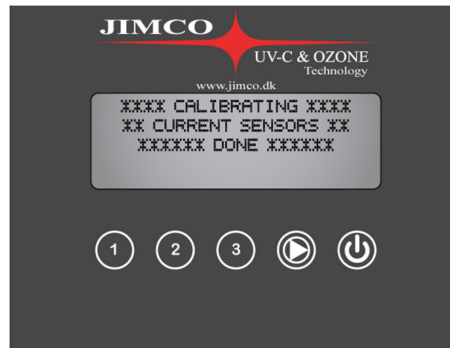 JIMCO
UV-C & OZONE
Technology
www.jimco.dk
**** CALIBRATING ****
** CURRENT SENSORS **
****** DONE ******
1 2 3